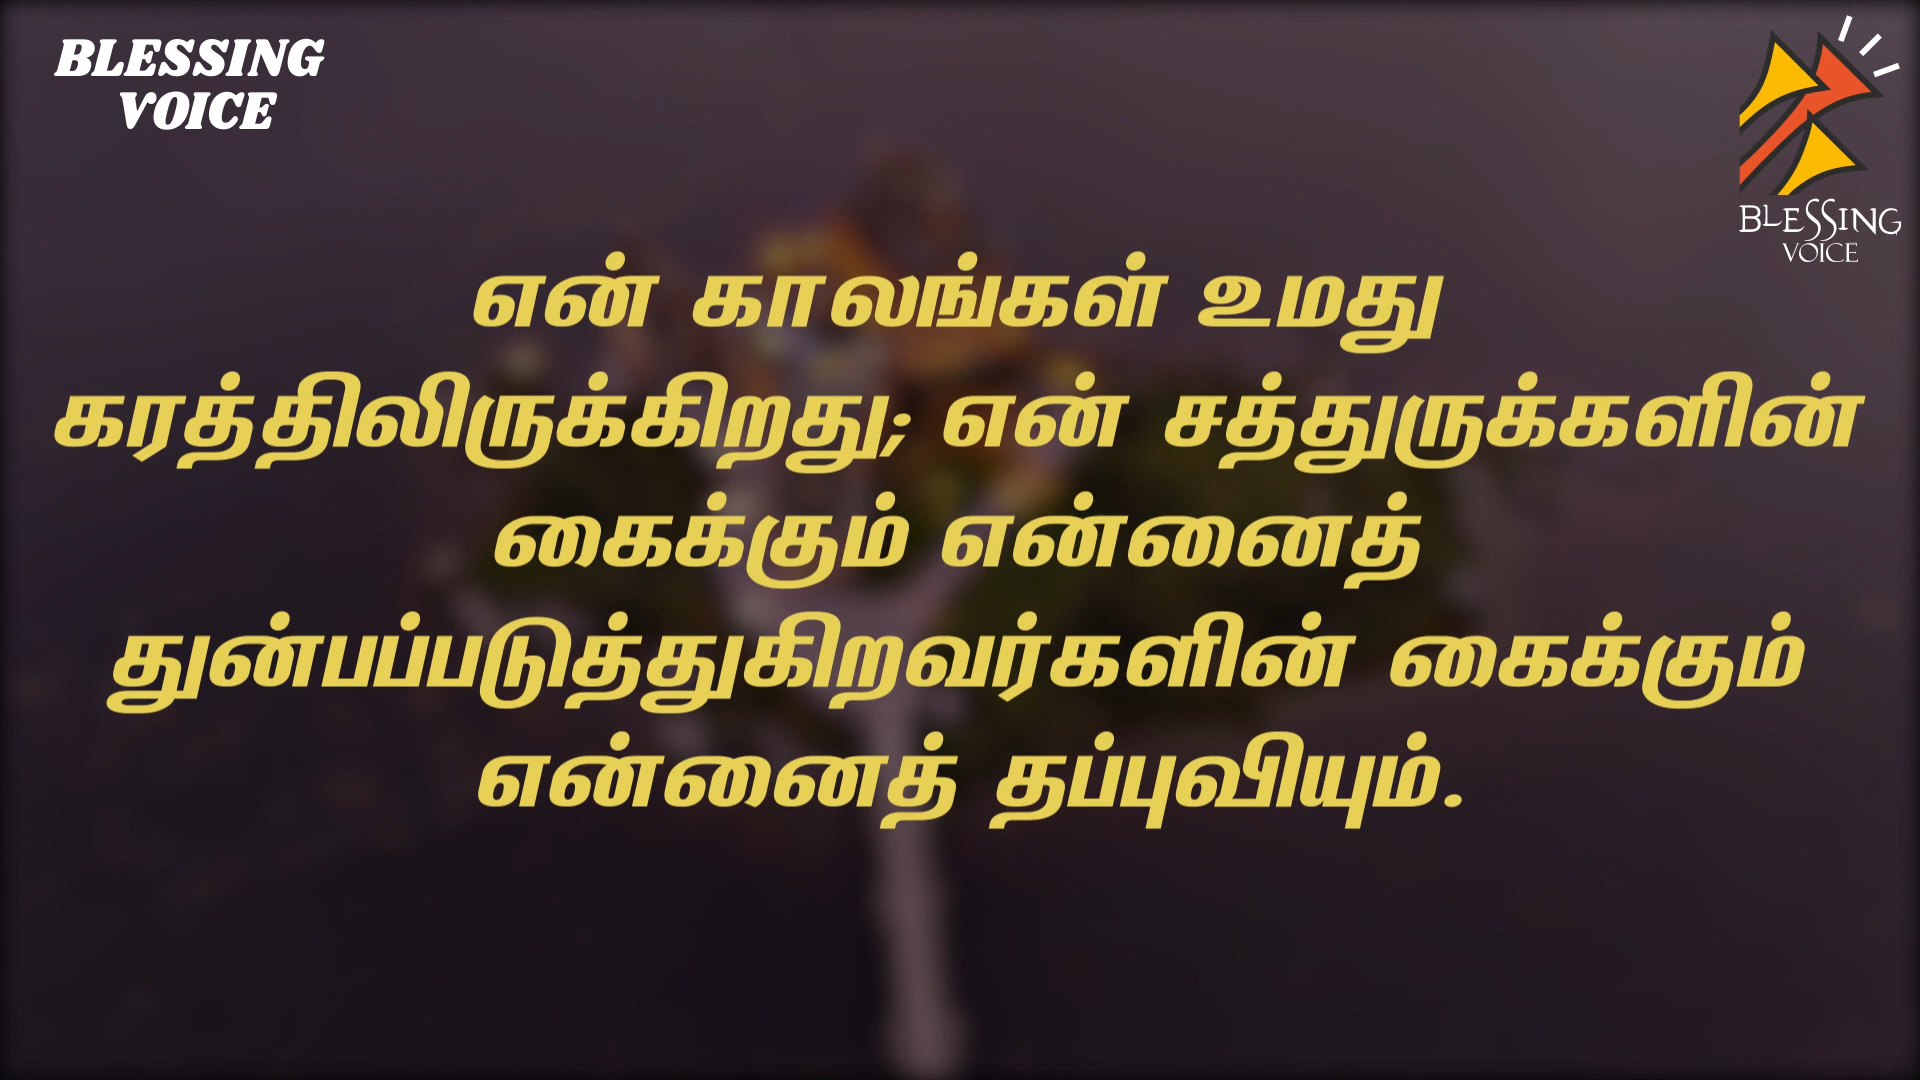 BLESSING
VOICE
BLESSING
VOICE
என் காலங்கள் உமது
கரத்திலிருக்கிறது; என் சத்துருக்களின்
கைக்கும் என்னைத்
துன்பப்படுத்துகிறவர்களின் கைக்கும்
என்னைத் தப்புவியும்.